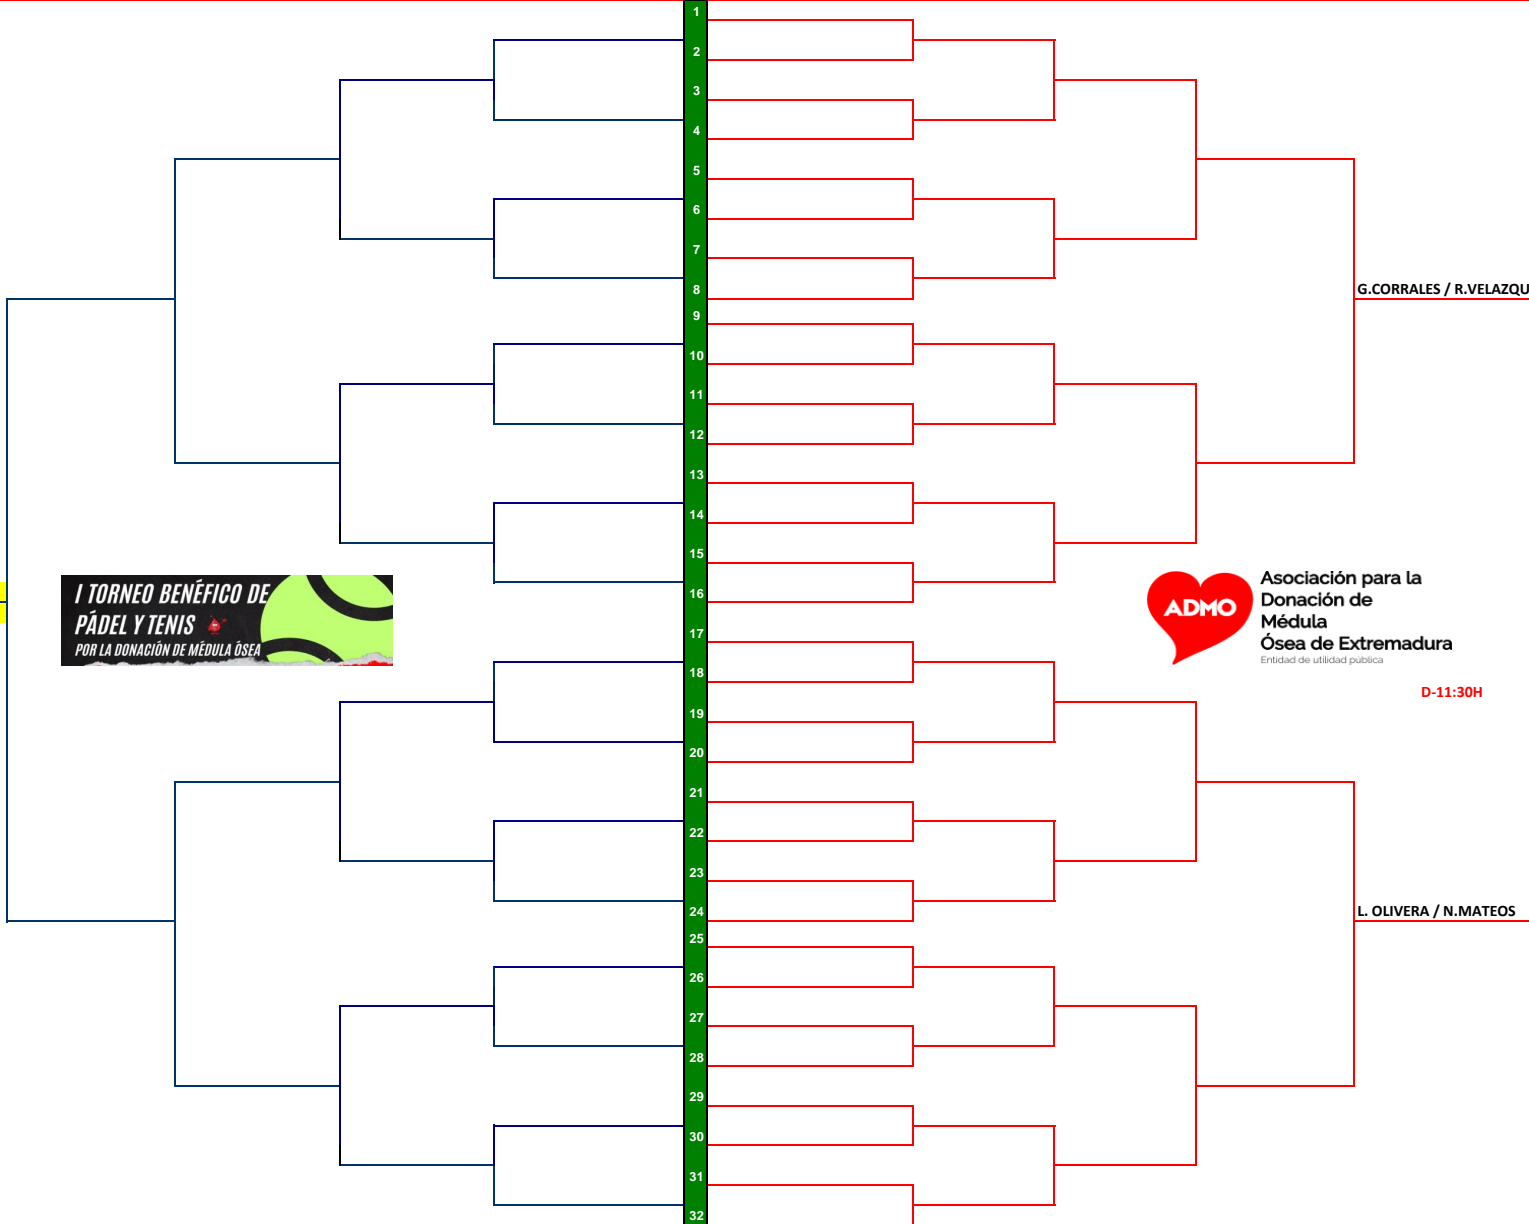 1
2
3
4
5
6
7
8
G.CORRALES / R.VELAZQU
9
10
11
12
13
14
15
16
I TORNEO BENÉFICO DE
PÁDEL Y TENIS
POR LA DONACIÓN DE MÉDULA ÓSEA
ADMO
Asociación para la
Donación de
Médula
Ósea de Extremadura
Entidad de utilidad pública
17
18
D-11:30H
19
20
21
22
23
24
L. OLIVERA / N.MATEOS
25
26
27
28
29
30
31
32